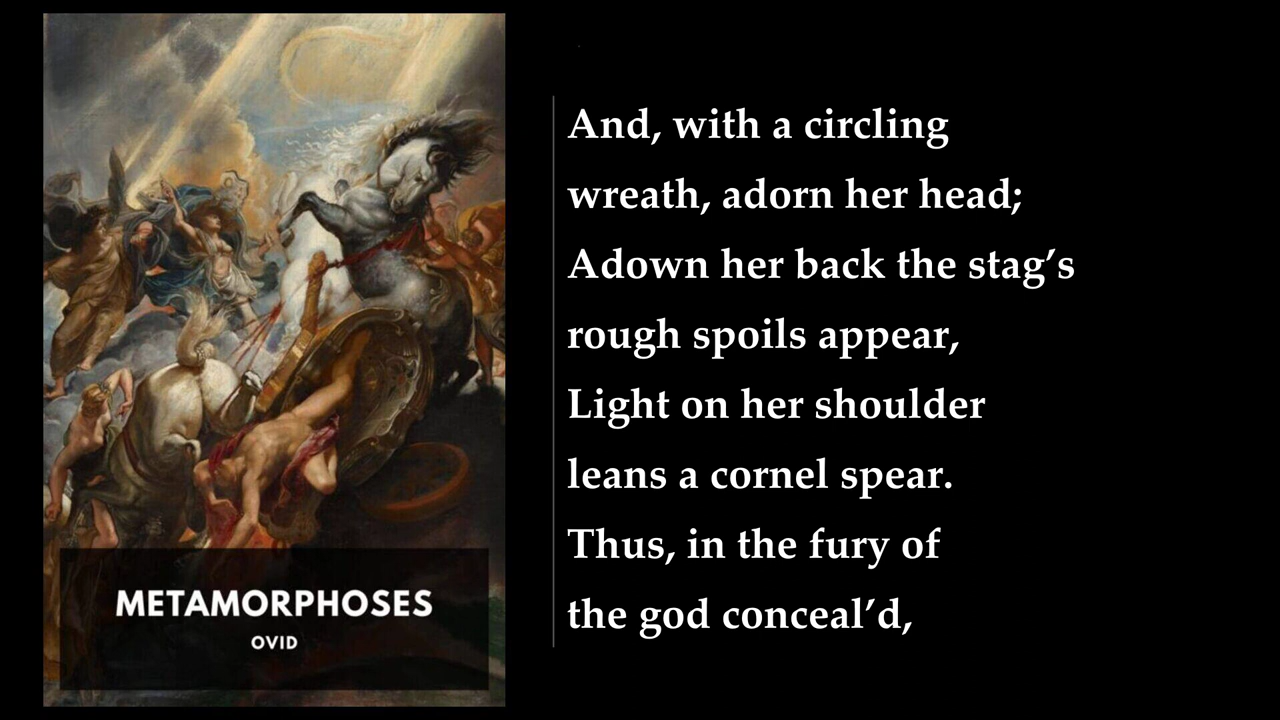 METAMORPHOSES
OVID
And, with a circling
wreath, adorn her head;
Adown her back the stag’s
rough spoils appear,
Light on her shoulder
leans a cornel spear.
Thus, in the fury of
the god conceal’d,